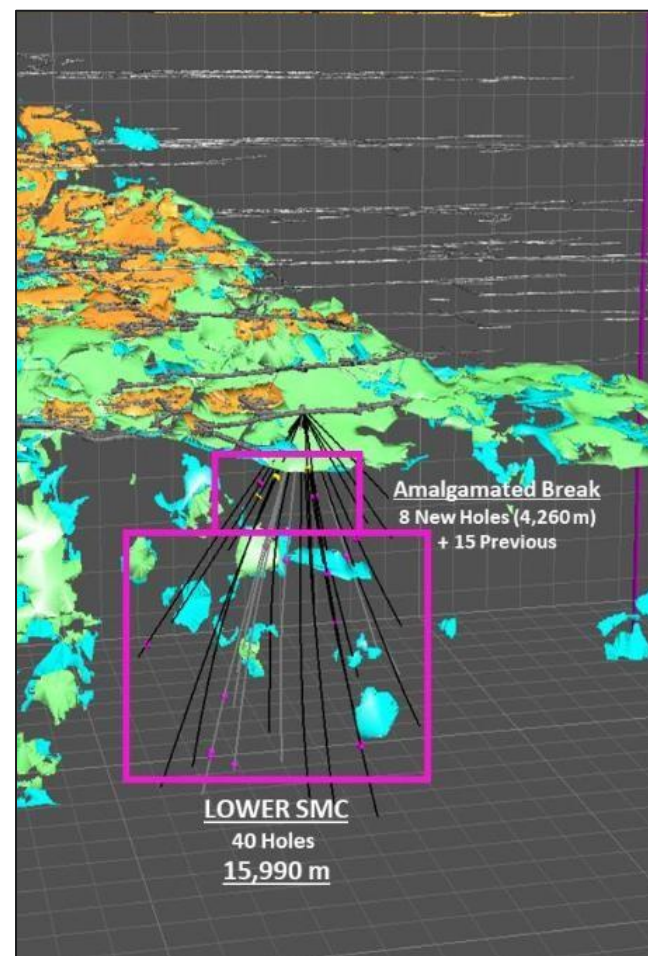 Amalgamated Break
8 New Holes (4,260 m)
+ 15 Previous
LOWER SMC
40 Holes
15,990 m